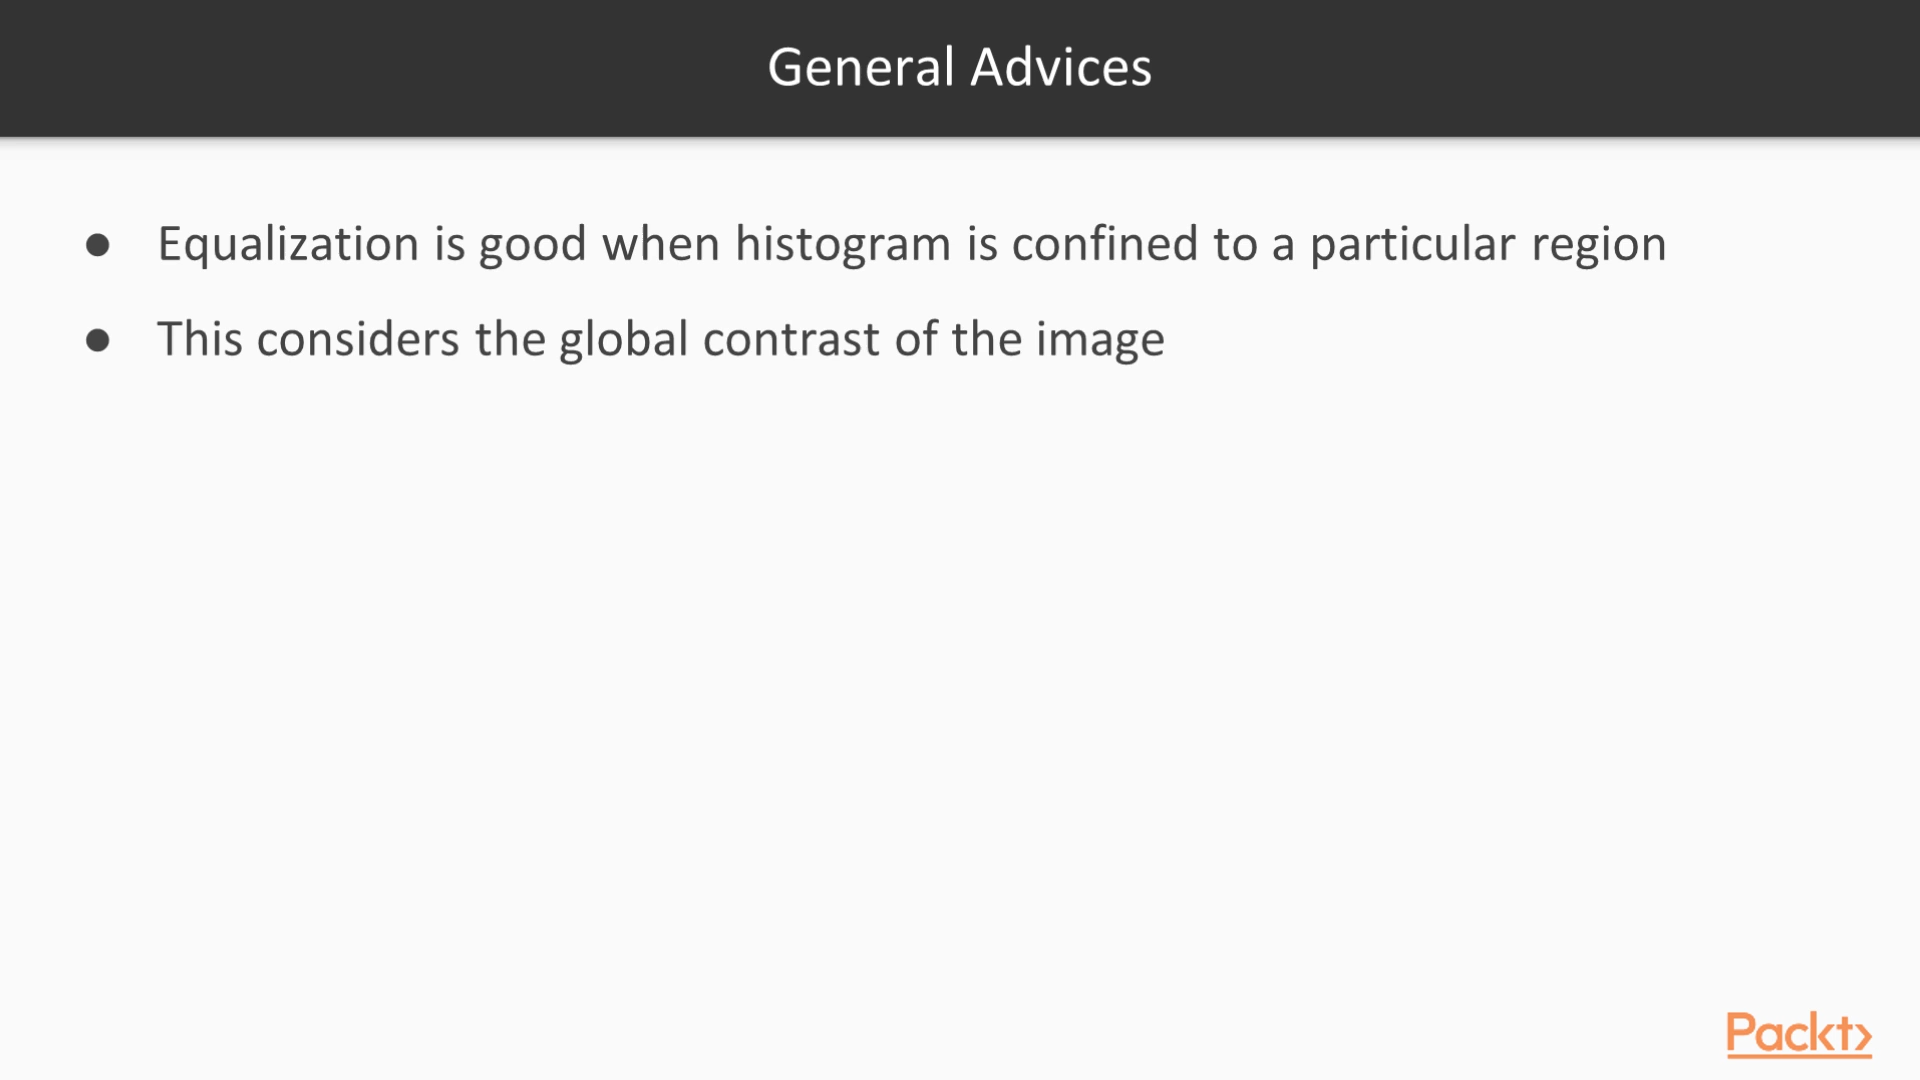 General Advices
● Equalization is good when histogram is confined to a particular region
● This considers the global contrast of the image
Packt>